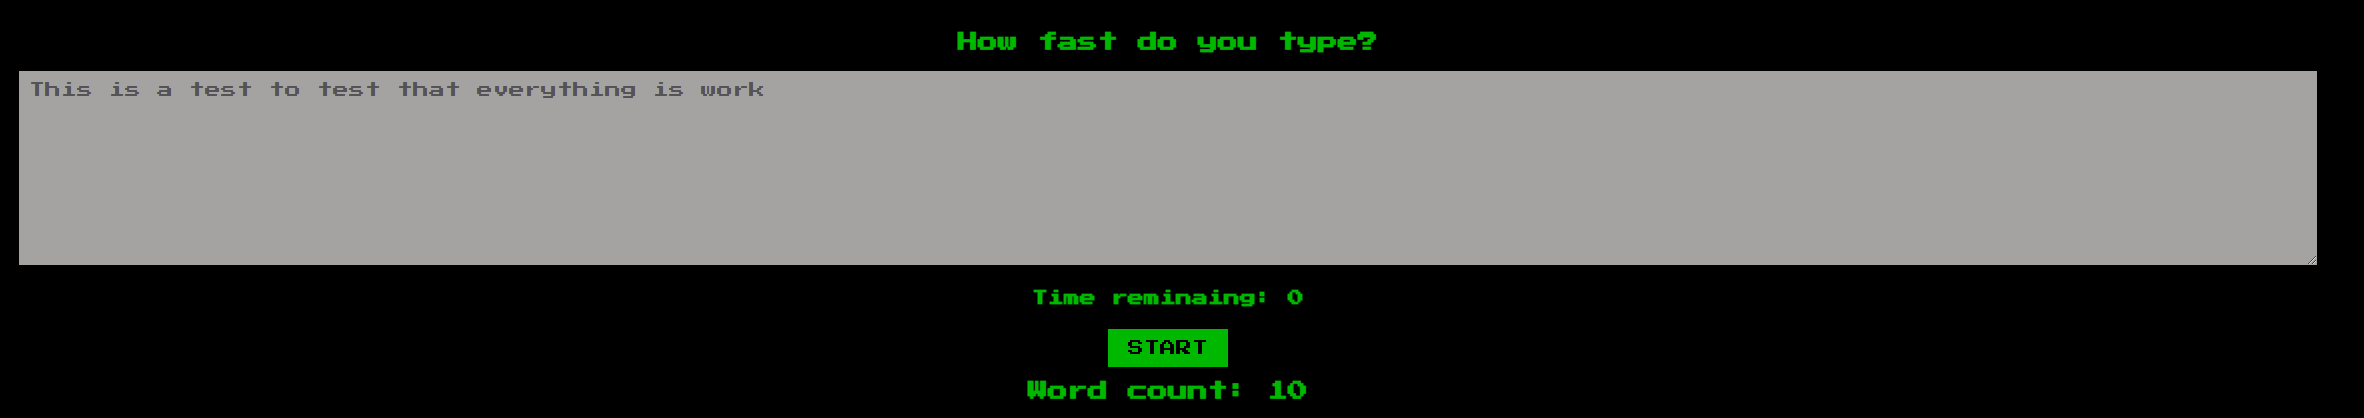 How fast do you type?
This is a test to test that everything is work
Time reminaing: 0
START
Word count: 10